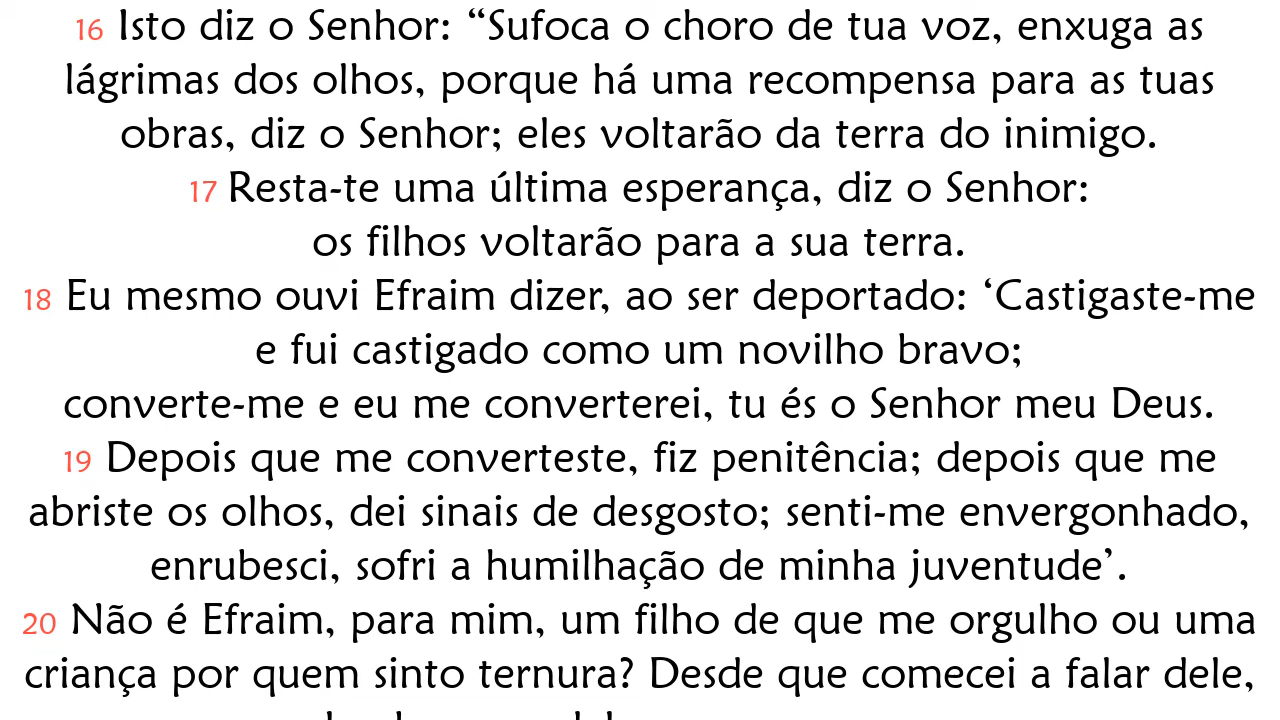 16 Isto diz o Senhor: “Sufoca o choro de tua voz, enxuga as
lágrimas dos olhos, porque há uma recompensa para as tuas
obras, diz o Senhor; eles voltarão da terra do inimigo.
17 Resta-te uma última esperança, diz o Senhor:
os filhos voltarão para a sua terra.
18 Eu mesmo ouvi Efraim dizer, ao ser deportado: ‘Castigaste-me
e fui castigado como um novilho bravo;
converte-me e eu me converterei, tu és o Senhor meu Deus.
19 Depois que me converteste, fiz penitência; depois que me
abriste os olhos, dei sinais de desgosto; senti-me envergonhado,
enrubesci, sofri a humilhação de minha juventude’.
20 Não é Efraim, para mim, um filho de que me orgulho ou uma
criança por quem sinto ternura? Desde que comecei a falar dele,